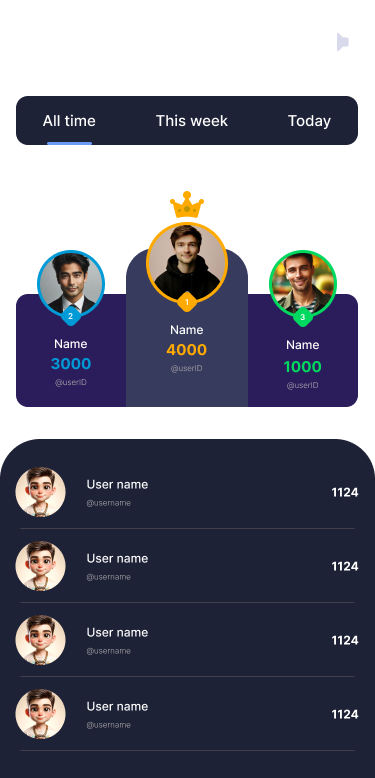 All time This week Today
2 1 3
Name Name Name
3000 4000 1000
@userID @userID @userID
User name 1124
@username
User name 1124
@username
User name 1124
@username
User name 1124
@username